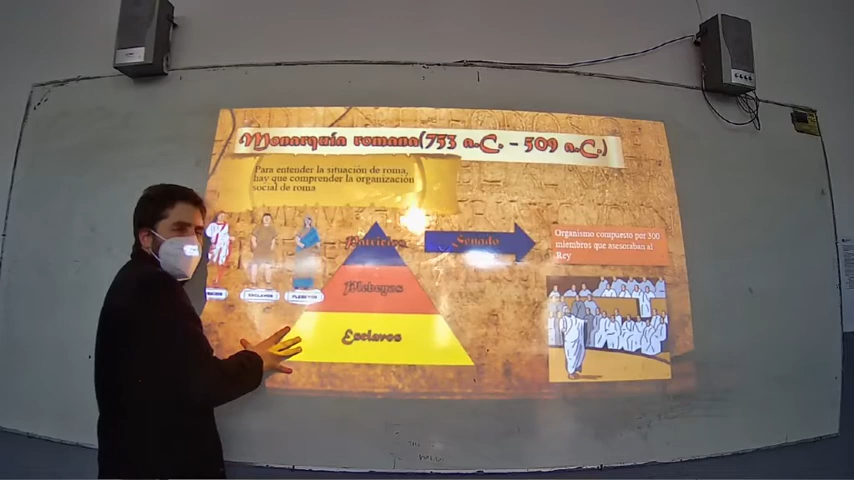 Monarquía romana(753 a.C. - 509 a.C.)
Para entender la situación de roma,
hay que comprender la organización
social de roma
Patricios
Senado
Organismo compuesto por 300
miembros que asesoraban al
Rey
Plebeyos
ESCLAVOS
PLEBEYOS
Esclavos